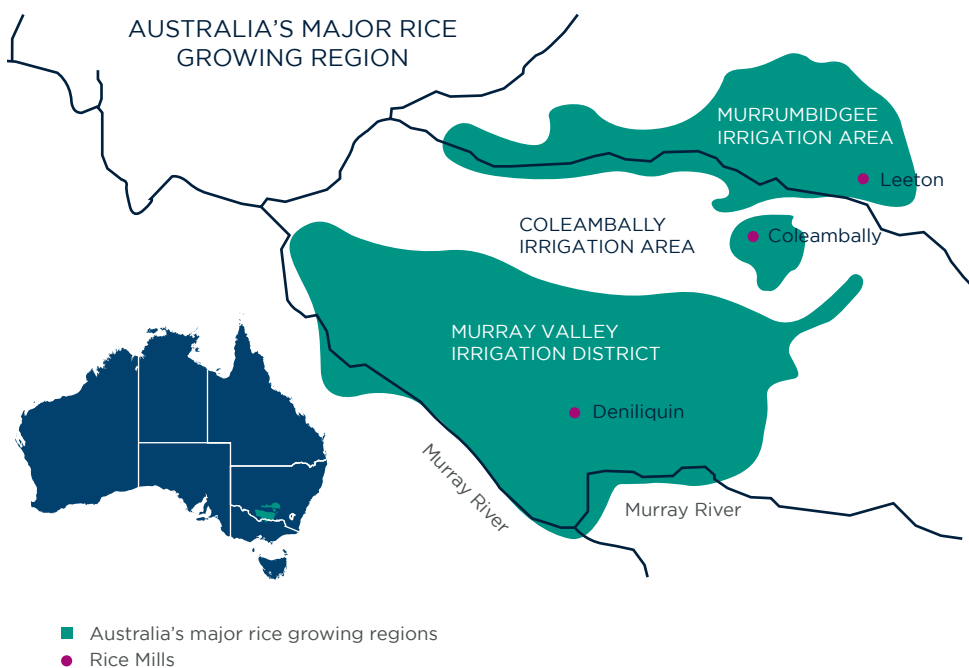 AUSTRALIA'S MAJOR RICE
GROWING REGION
MURRUMBIDGEE
IRRIGATION AREA
Leeton
COLEAMBALLY
IRRIGATION AREA
Coleambally
MURRAY VALLEY
IRRIGATION DISTRICT
Deniliquin
Murray River
Murray River
Australia's major rice growing regions
Rice Mills